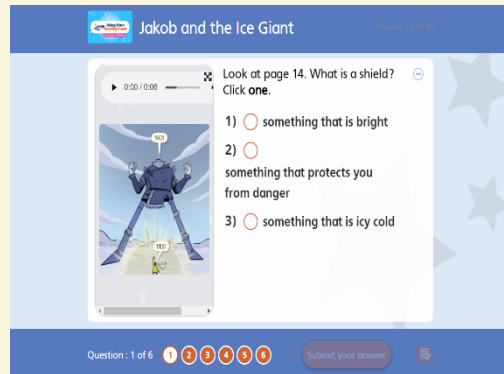 Jakob and the Ice Giant
0:00 / 0:06
Look at page 14. What is a shield?
Click one.
1) something that is bright
2)
something that protects you
from danger
3) something that is icy cold
NO!
YES!
Question : 1 of 6 1 2 3 4 5 6 Submit your answer